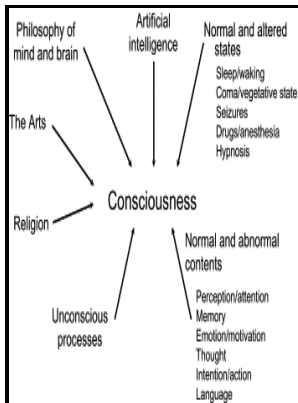 Philosophy of
mind and brain
Artificial
intelligence
Normal and altered
states
Sleep/waking
Coma/vegetative state
Seizures
Drugs/anesthesia
Hypnosis
The Arts
Consciousness
Religion
Normal and abnormal
contents
Perception/attention
Memory
Emotion/motivation
Thought
Intention/action
Language
Unconscious
processes